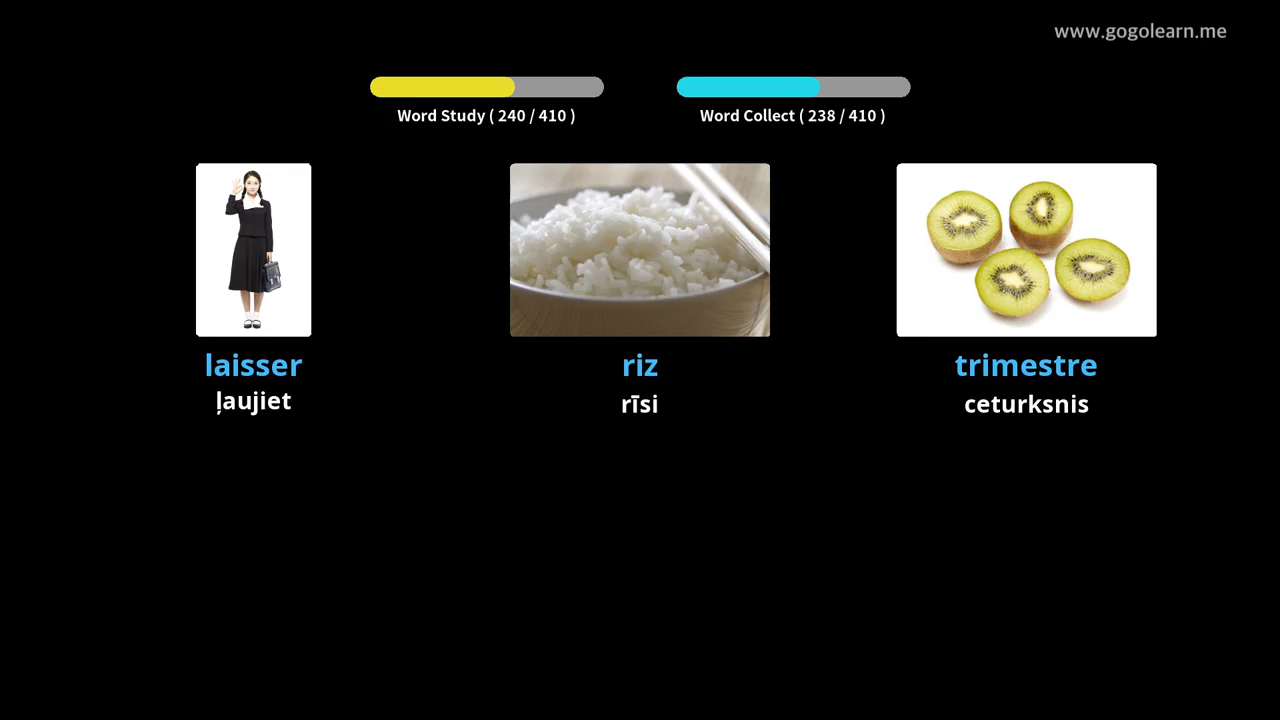 www.gogolearn.me
Word Study ( 240 / 410 )
Word Collect ( 238 / 410 )
laisser
ļaujiet
riz
rīsi
trimestre
ceturksnis